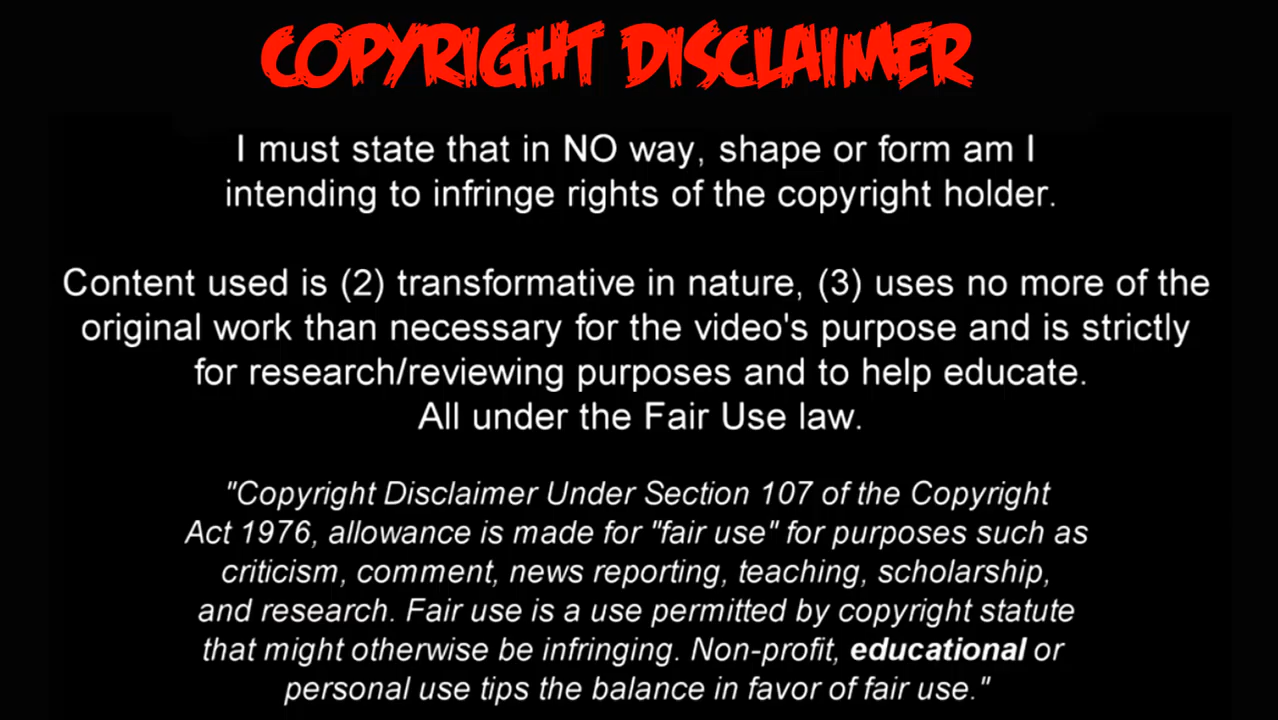 COPYRIGHT DISCLAIMER
I must state that in NO way, shape or form am I
intending to infringe rights of the copyright holder.
Content used is (2) transformative in nature, (3) uses no more of the
original work than necessary for the video's purpose and is strictly
for research/reviewing purposes and to help educate.
All under the Fair Use law.
"Copyright Disclaimer Under Section 107 of the Copyright
Act 1976, allowance is made for "fair use" for purposes such as
criticism, comment, news reporting, teaching, scholarship,
and research. Fair use is a use permitted by copyright statute
that might otherwise be infringing. Non-profit, educational or
personal use tips the balance in favor of fair use."